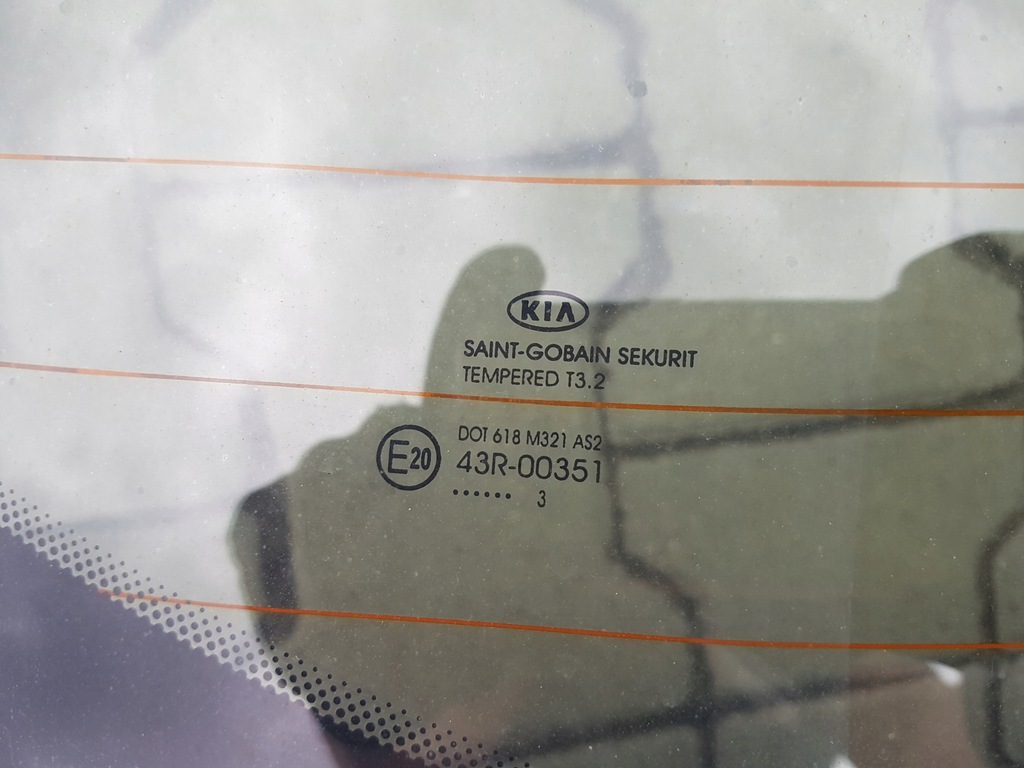 KIA
SAINT-GOBAIN SEKURIT
TEMPERED T3.2
DOT 618 M321 AS2
E20 43R-00351
...... 3